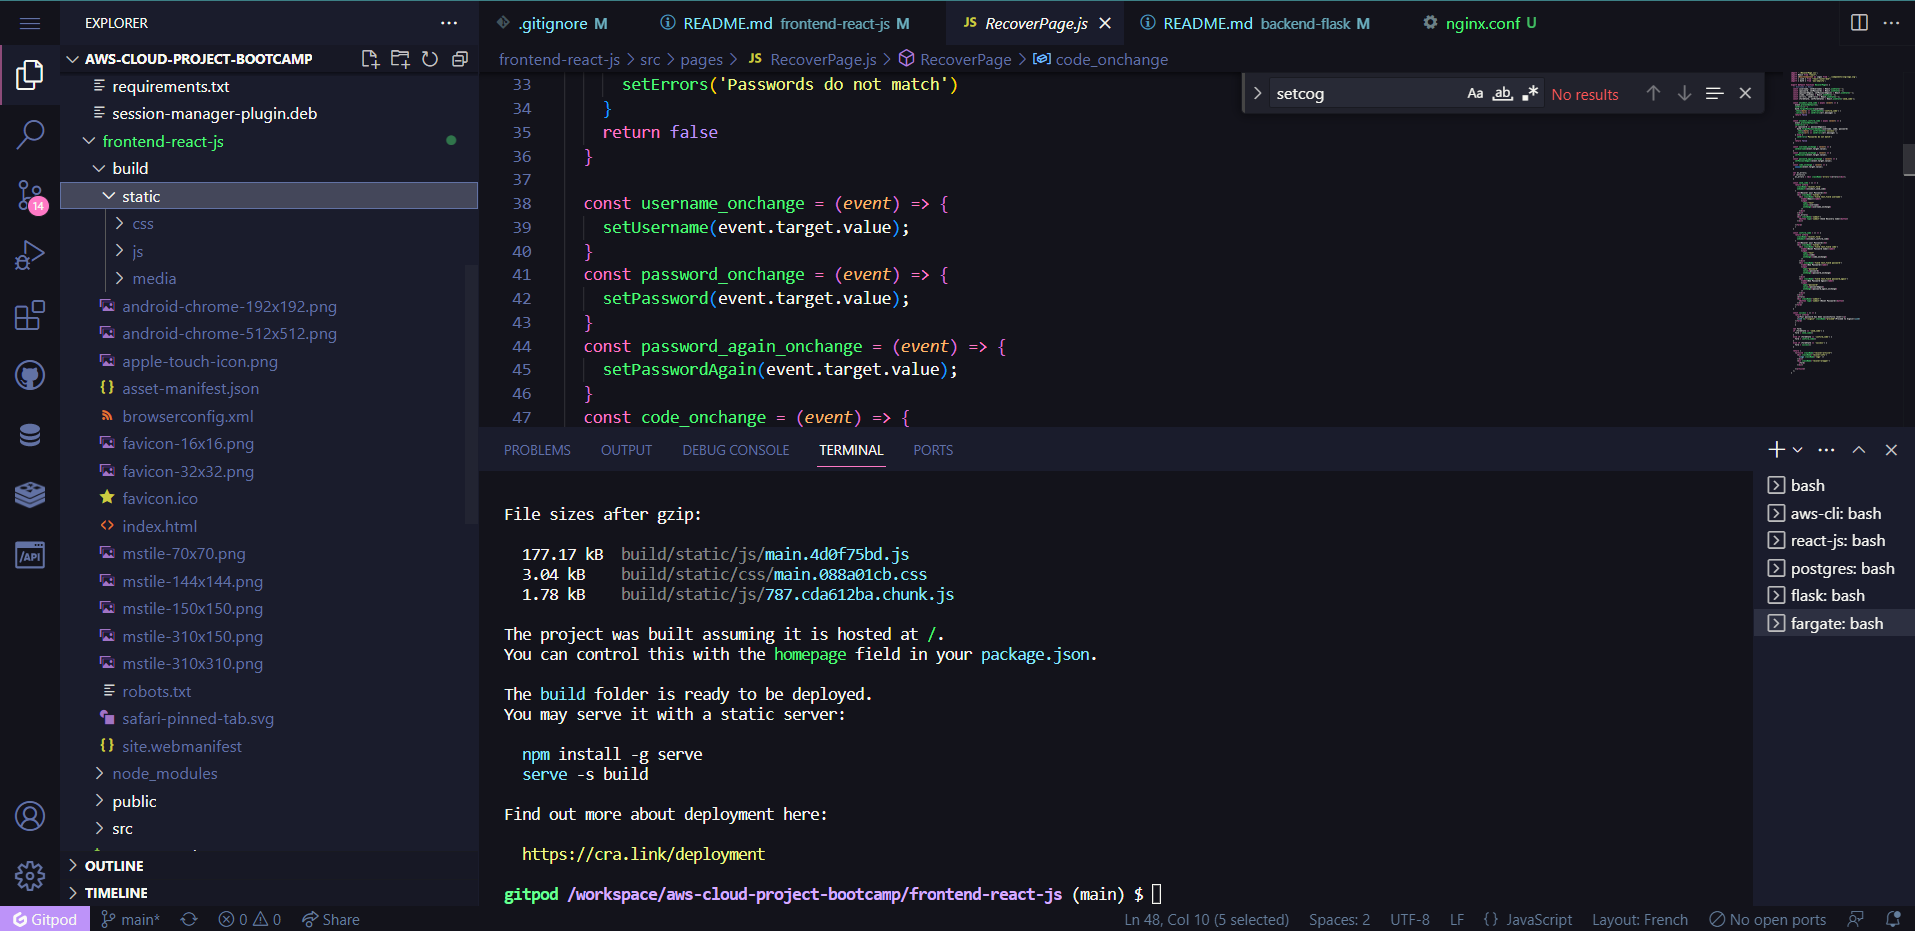 EXPLORER
AWS-CLOUD-PROJECT-BOOTCAMP
requirements.txt
session-manager-plugin.deb
frontend-react-js
build
static
css
js
media
android-chrome-192x192.png
android-chrome-512x512.png
apple-touch-icon.png
{} asset-manifest.json
browserconfig.xml
favicon-16x16.png
favicon-32x32.png
favicon.ico
<> index.html
mstile-70x70.png
mstile-144x144.png
mstile-150x150.png
mstile-310x150.png
mstile-310x310.png
robots.txt
safari-pinned-tab.svg
{} site.webmanifest
node_modules
public
src
OUTLINE
TIMELINE
14
/API
.gitignore M
README.md frontend-react-js M
JS RecoverPage.js
README.md backend-flask M
nginx.conf U
frontend-react-js > src > pages > JS RecoverPage.js > RecoverPage > code_onchange
setcog
Aa ab .*
No results
33 setErrors('Passwords do not match')
34 }
35 return false
36 }
37
38 const username_onchange = (event) => {
39 setUsername(event.target.value);
40 }
41 const password_onchange = (event) => {
42 setPassword(event.target.value);
43 }
44 const password_again_onchange = (event) => {
45 setPasswordAgain(event.target.value);
46 }
47 const code_onchange = (event) => {
PROBLEMS OUTPUT DEBUG CONSOLE TERMINAL PORTS
File sizes after gzip:
177.17 kB build/static/js/main.4d0f75bd.js
3.04 kB build/static/css/main.088a01cb.css
1.78 kB build/static/js/787.cda612ba.chunk.js
The project was built assuming it is hosted at /.
You can control this with the homepage field in your package.json.
The build folder is ready to be deployed.
You may serve it with a static server:
npm install -g serve
serve -s build
Find out more about deployment here:
https://cra.link/deployment
gitpod /workspace/aws-cloud-project-bootcamp/frontend-react-js (main) $
bash
aws-cli: bash
react-js: bash
postgres: bash
flask: bash
fargate: bash
Gitpod main* 0 0 Share
Ln 48, Col 10 (5 selected) Spaces: 2 UTF-8 LF {} JavaScript Layout: French No open ports